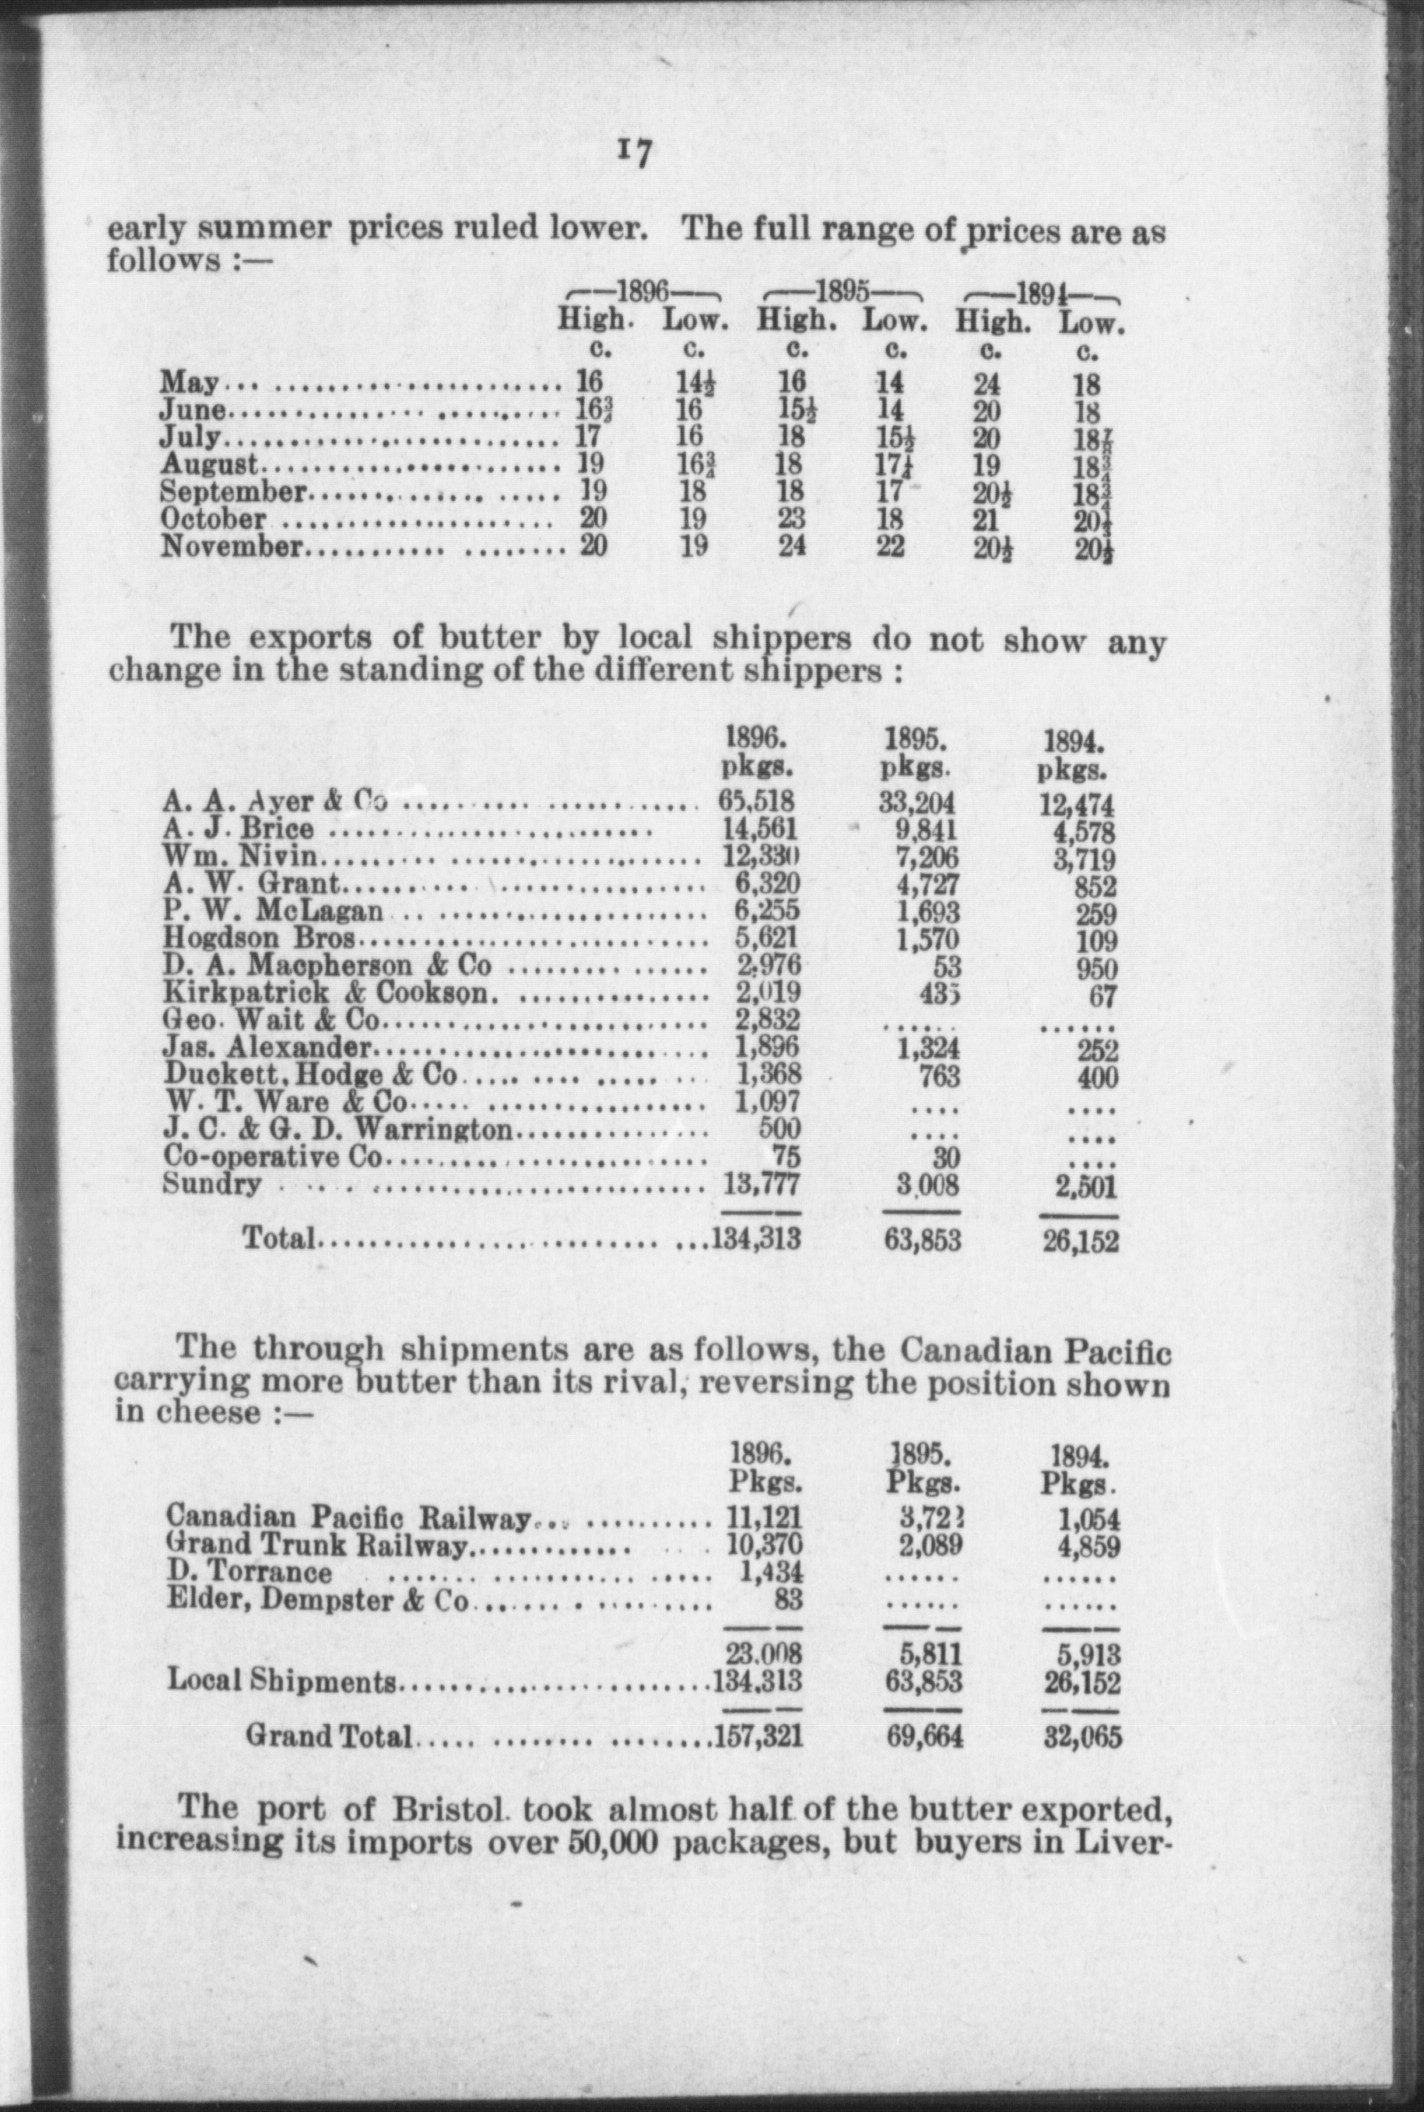 17
early summer prices ruled lower. The full range of prices are as
follows :—
1896 1895 1894
High. Low. High. Low. High. Low.
c. c. c. c. c. c.
May... ........................ 16 14½ 16 14 24 18
June......................... 16¾ 16 15½ 14 20 18
July......................... 17 16 18 15½ 20 18⅞
August....................... 19 16¾ 18 17¼ 19 18¾
September............. ..... 19 18 18 17 20½ 18¾
October ..................... 20 19 23 18 21 20½
November........... ........ 20 19 24 22 20½ 20½
The exports of butter by local shippers do not show any
change in the standing of the different shippers :
1896. 1895. 1894.
pkgs. pkgs. pkgs.
A. A. Ayer & Co ...................... 65,518 33,204 12,474
A. J. Brice ......................... 14,561 9,841 4,578
Wm. Nivin............................ 12,330 7,206 3,719
A. W. Grant.......................... 6,320 4,727 852
P. W. McLagan ... ..................... 6,255 1,693 259
Hogdson Bros........................... 5,621 1,570 109
D. A. Macpherson & Co ......... ...... 2,976 53 950
Kirkpatrick & Cookson. ............... 2,019 435 67
Geo. Wait & Co......................... 2,832 ...... ......
Jas. Alexander.......................... 1,896 1,324 252
Duckett, Hodge & Co..... .... ..... ... 1,368 763 400
W. T. Ware & Co..... ................. 1,097 .... ....
J. C. & G. D. Warrington............... 500 .... ....
Co-operative Co......................... 75 30 ....
Sundry . .. . .......................... 13,777 3,008 2,501
Total.......................... ...134,313 63,853 26,152
The through shipments are as follows, the Canadian Pacific
carrying more butter than its rival, reversing the position shown
in cheese :—
1896. 1895. 1894.
Pkgs. Pkgs. Pkgs.
Canadian Pacific Railway... .......... 11,121 3,722 1,054
Grand Trunk Railway............. .... 10,370 2,089 4,859
D. Torrance ....... ........... ..... 1,434 ...... ......
Elder, Dempster & Co........ . ......... 83 ...... ......
23.008 5,811 5,913
Local Shipments........................134.313 63,853 26,152
Grand Total..... ........ ........157,321 69,664 32,065
The port of Bristol. took almost half of the butter exported,
increasing its imports over 50,000 packages, but buyers in Liver-